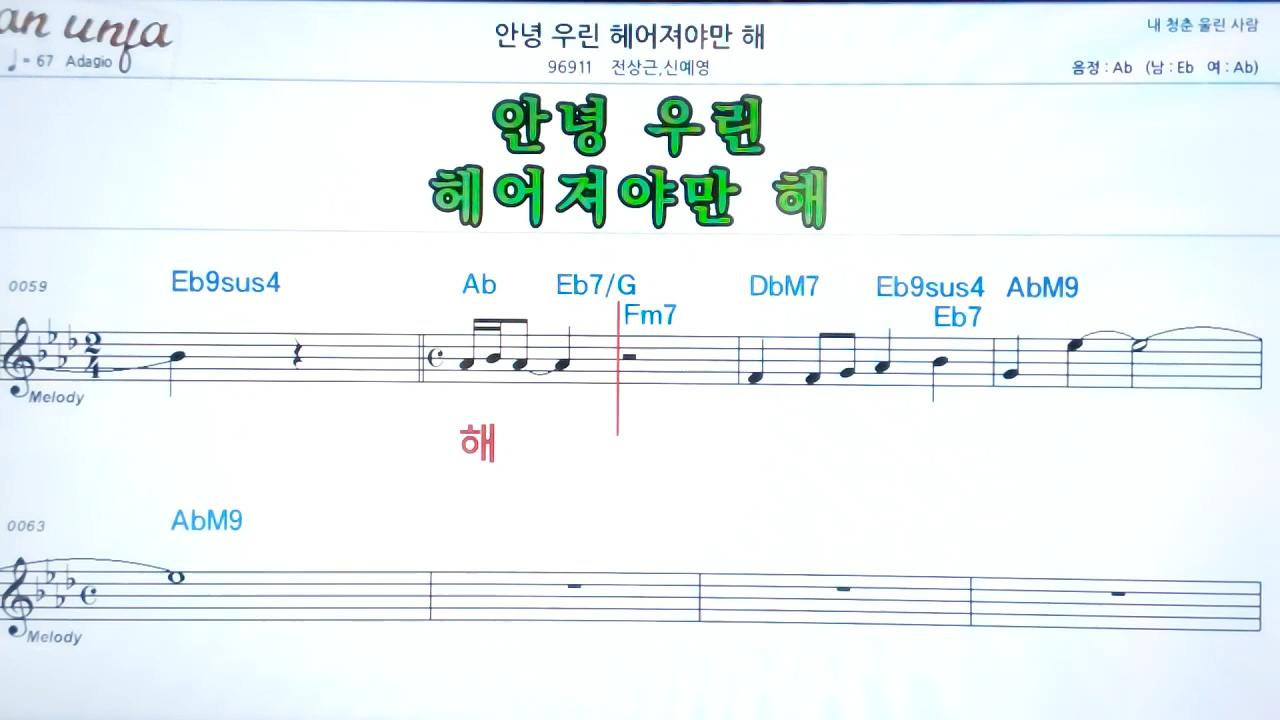 an unja
♩= 67 Adagio
안녕 우린 헤어져야만 해
96911 전상근,신예영
내 청춘 울린 사람
음정 : Ab (남 : Eb 여 : Ab)
안녕 우린
헤어져야만 해
0059 Eb9sus4 Ab Eb7/G Fm7 DbM7 Eb9sus4 Eb7 AbM9
2/4
Melody
해
0063 AbM9
Melody